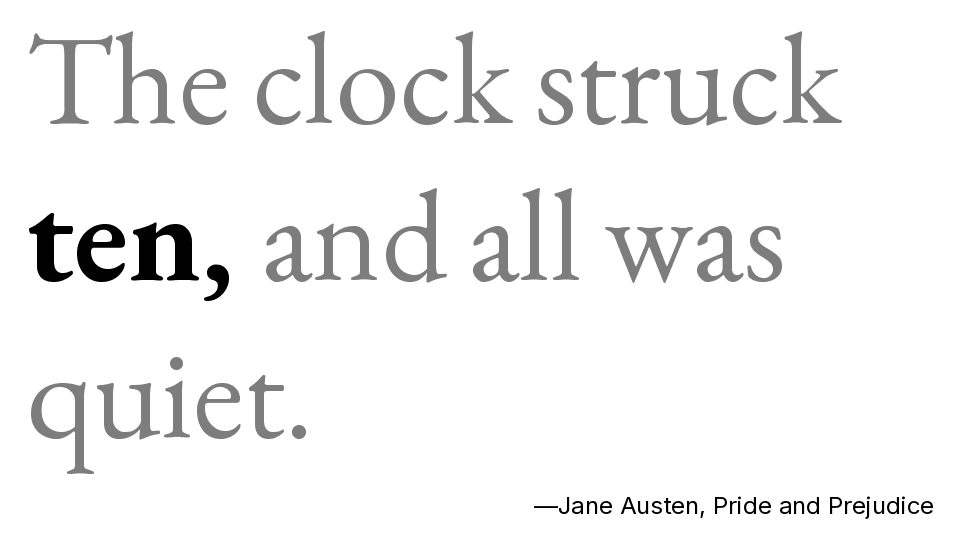 The clock struck
ten, and all was
quiet.
—Jane Austen, Pride and Prejudice